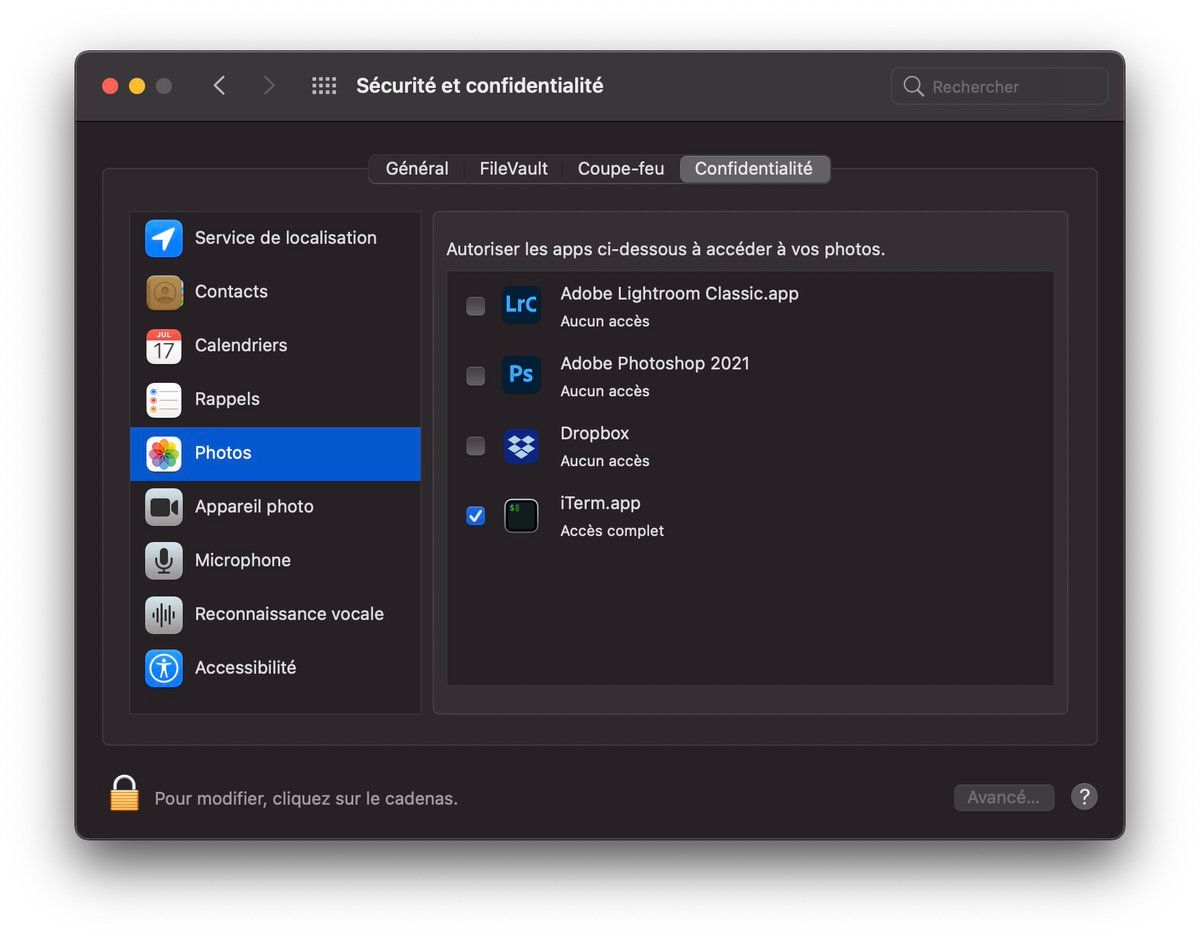 Sécurité et confidentialité
Rechercher
Général
FileVault
Coupe-feu
Confidentialité
Service de localisation
Contacts
JUL
17
Calendriers
Rappels
Photos
Appareil photo
Microphone
Reconnaissance vocale
Accessibilité
Autoriser les apps ci-dessous à accéder à vos photos.
LrC
Adobe Lightroom Classic.app
Aucun accès
Ps
Adobe Photoshop 2021
Aucun accès
Dropbox
Aucun accès
$
iTerm.app
Accès complet
Pour modifier, cliquez sur le cadenas.
Avancé...
?